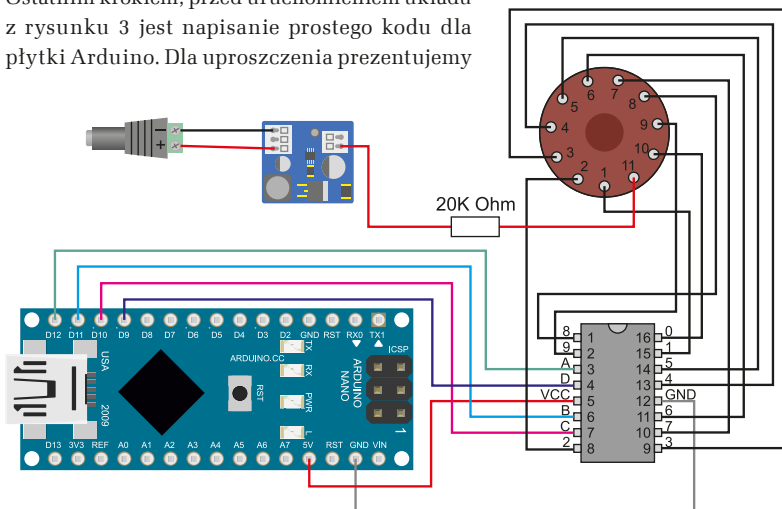 Ostatnim krokiem, przed uruchomieniem układu
z rysunku 3 jest napisanie prostego kodu dla
płytki Arduino. Dla uproszczenia prezentujemy
– +
20K Ohm
1 2 3 4 5 6 7 8 9 10 11
D12 D11 D10 D9 D8 D7 D6 D5 D4 D3 D2 GND RST RX0 TX1
USA
2009
ARDUINO.CC
RST
TX
RX
PWR
L
ARDUINO
NANO
ICSP
1
D13 3V3 REF A0 A1 A2 A3 A4 A5 A6 A7 5V RST GND VIN
8 1 16 0
9 2 15 1
A 3 14 5
D 4 13 4
VCC 5 12 GND
B 6 11 6
C 7 10 7
2 8 9 3